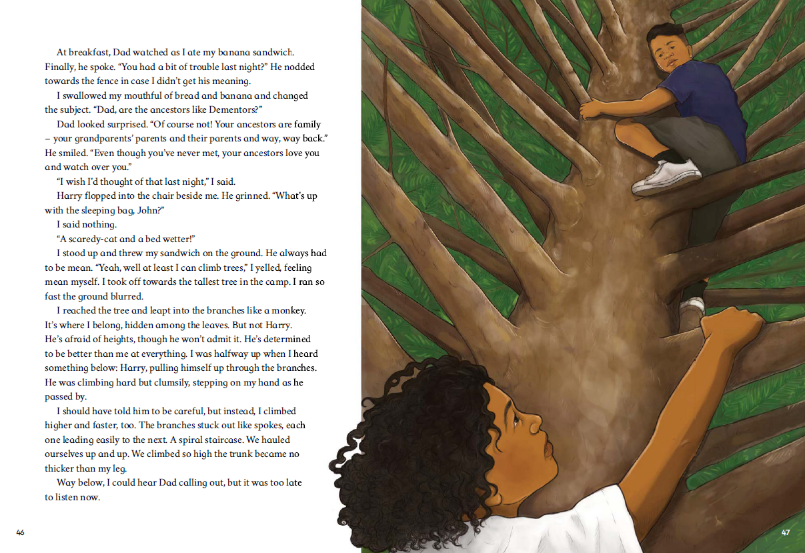 At breakfast, Dad watched as I ate my banana sandwich.
Finally, he spoke. “You had a bit of trouble last night?” He nodded
towards the fence in case I didn’t get his meaning.
I swallowed my mouthful of bread and banana and changed
the subject. “Dad, are the ancestors like Dementors?”
Dad looked surprised. “Of course not! Your ancestors are family
– your grandparents’ parents and their parents and way, way back.”
He smiled. “Even though you’ve never met, your ancestors love you
and watch over you.”
“I wish I’d thought of that last night,” I said.
Harry flopped into the chair beside me. He grinned. “What’s up
with the sleeping bag, John?”
I said nothing.
“A scaredy-cat and a bed wetter!”
I stood up and threw my sandwich on the ground. He always had
to be mean. “Yeah, well at least I can climb trees,” I yelled, feeling
mean myself. I took off towards the tallest tree in the camp. I ran so
fast the ground blurred.
I reached the tree and leapt into the branches like a monkey.
It’s where I belong, hidden among the leaves. But not Harry.
He’s afraid of heights, though he won’t admit it. He’s determined
to be better than me at everything. I was halfway up when I heard
something below: Harry, pulling himself up through the branches.
He was climbing hard but clumsily, stepping on my hand as he
passed by.
I should have told him to be careful, but instead, I climbed
higher and faster, too. The branches stuck out like spokes, each
one leading easily to the next. A spiral staircase. We hauled
ourselves up and up. We climbed so high the trunk became no
thicker than my leg.
Way below, I could hear Dad calling out, but it was too late
to listen now.
46
47